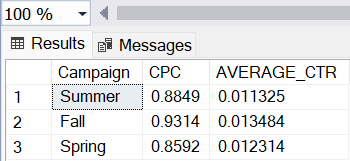 100 %
Results Messages
Campaign CPC AVERAGE_CTR
1 Summer 0.8849 0.011325
2 Fall 0.9314 0.013484
3 Spring 0.8592 0.012314